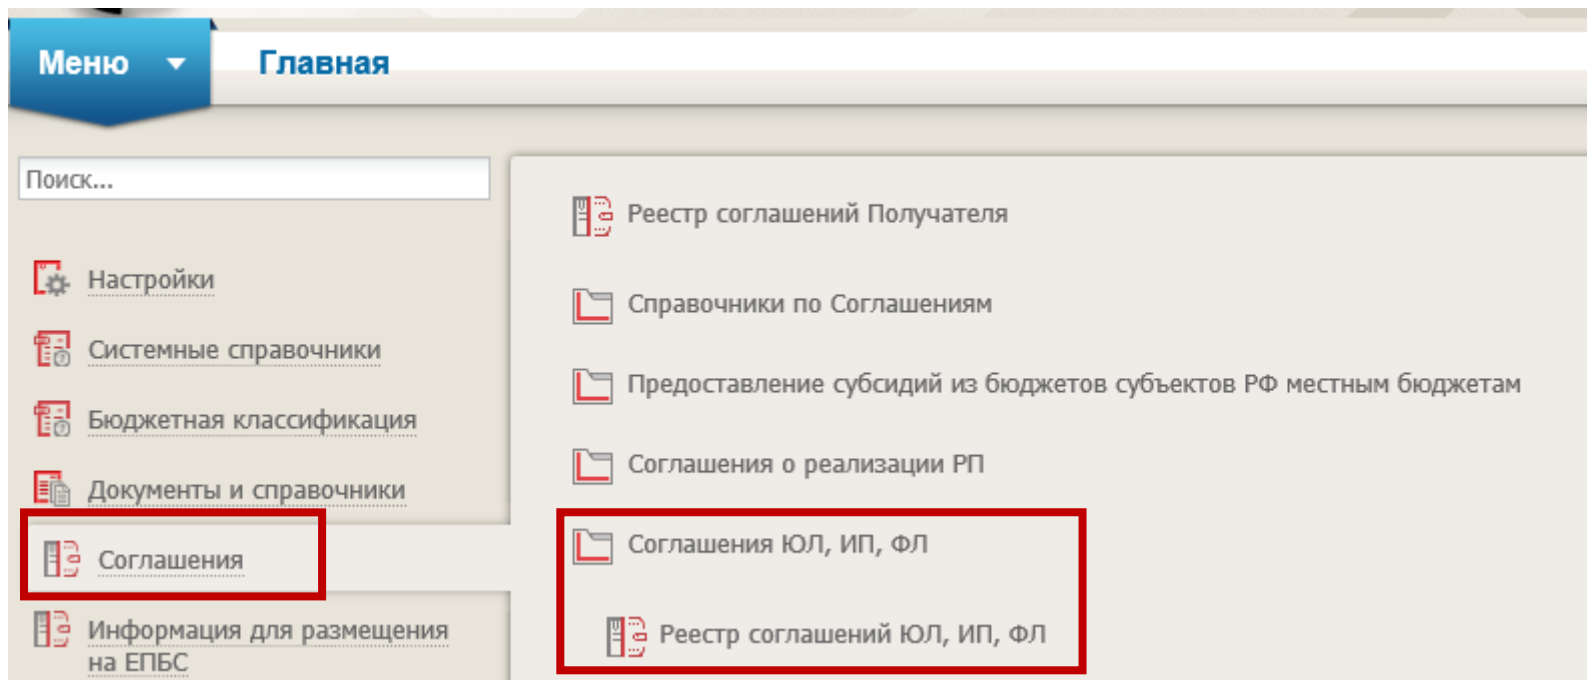 Меню
Главная
Поиск...
Настройки
Системные справочники
Бюджетная классификация
Документы и справочники
Соглашения
Информация для размещения
на ЕПБС
Реестр соглашений Получателя
Справочники по Соглашениям
Предоставление субсидий из бюджетов субъектов РФ местным бюджетам
Соглашения о реализации РП
Соглашения ЮЛ, ИП, ФЛ
Реестр соглашений ЮЛ, ИП, ФЛ